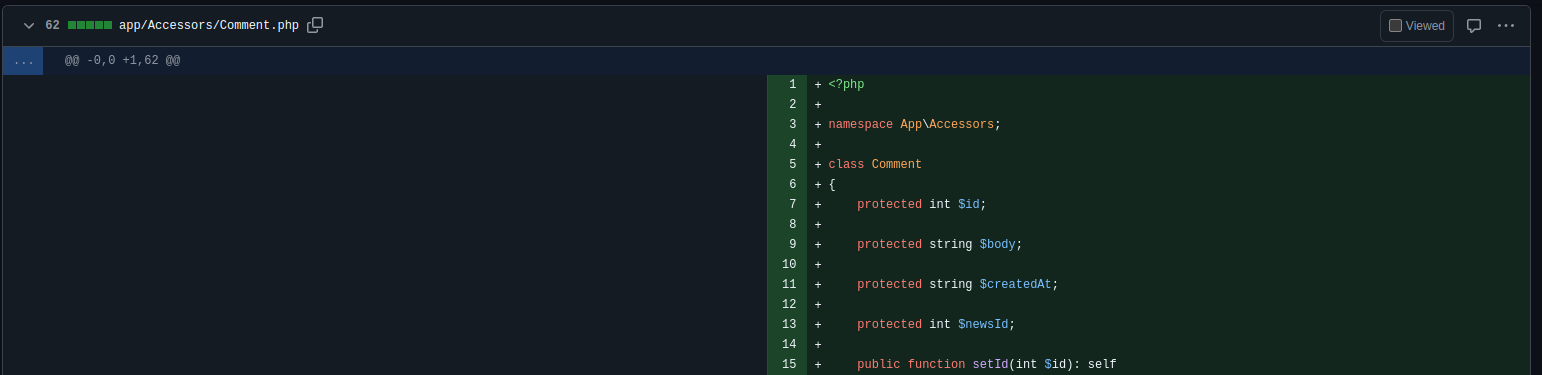 62 app/Accessors/Comment.php Viewed ...
... @@ -0,0 +1,62 @@
1 + <?php
2 +
3 + namespace App\Accessors;
4 +
5 + class Comment
6 + {
7 +     protected int $id;
8 +
9 +     protected string $body;
10 +
11 +     protected string $createdAt;
12 +
13 +     protected int $newsId;
14 +
15 +     public function setId(int $id): self